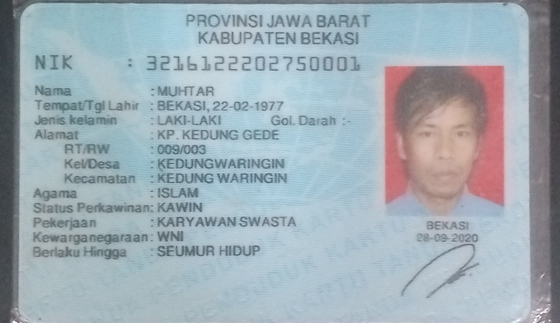 PROVINSI JAWA BARAT
KABUPATEN BEKASI
NIK : 3216122202750001
Nama : MUHTAR
Tempat/Tgl Lahir : BEKASI, 22-02-1977
Jenis kelamin : LAKI-LAKI Gol. Darah :-
Alamat : KP. KEDUNG GEDE
RT/RW : 009/003
Kel/Desa : KEDUNGWARINGIN
Kecamatan : KEDUNG WARINGIN
Agama : ISLAM
Status Perkawinan: KAWIN
Pekerjaan : KARYAWAN SWASTA
Kewarganegaraan: WNI
Berlaku Hingga : SEUMUR HIDUP
BEKASI
28-09-2020